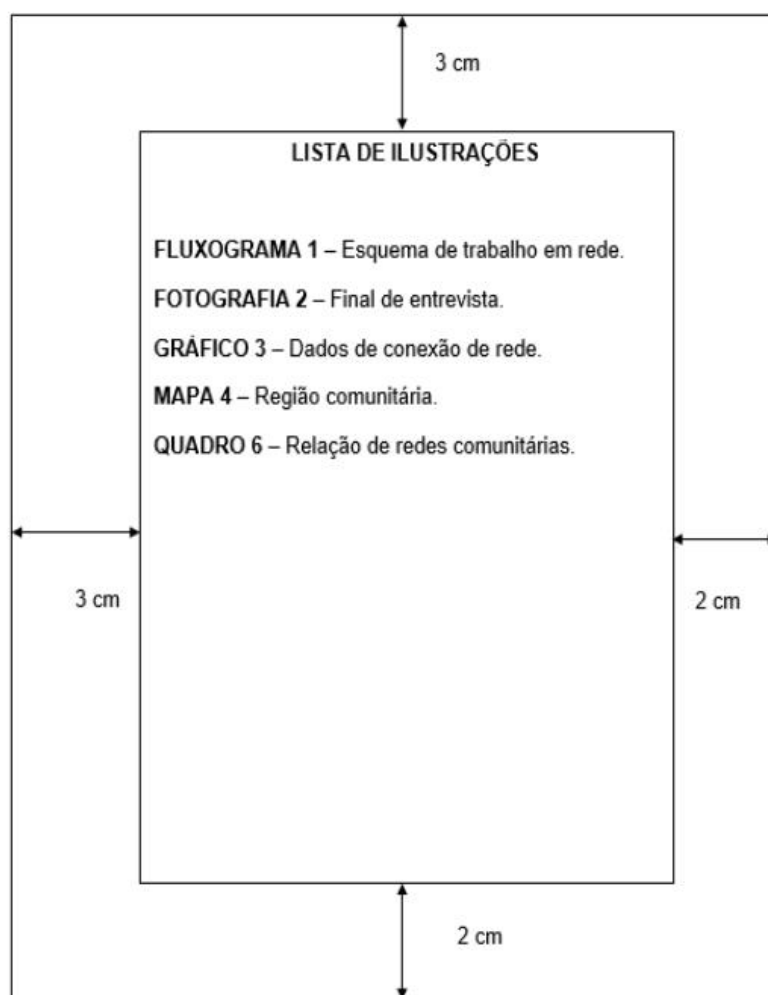 3 cm
LISTA DE ILUSTRAÇÕES
FLUXOGRAMA 1 – Esquema de trabalho em rede.
FOTOGRAFIA 2 – Final de entrevista.
GRÁFICO 3 – Dados de conexão de rede.
MAPA 4 – Região comunitária.
QUADRO 6 – Relação de redes comunitárias.
3 cm
2 cm
2 cm